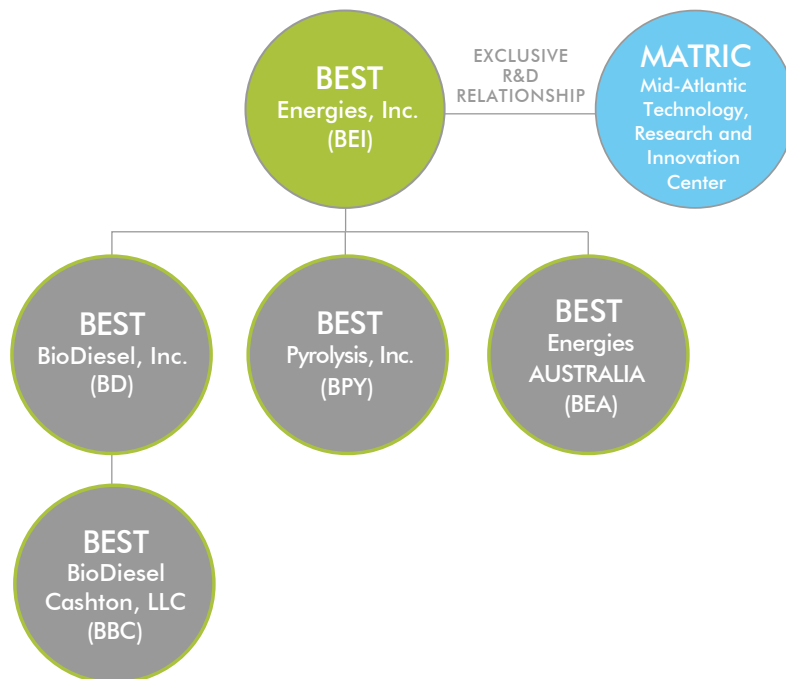 BEST
Energies, Inc.
(BEI)
EXCLUSIVE
R&D
RELATIONSHIP
MATRIC
Mid-Atlantic
Technology,
Research and
Innovation
Center
BEST
BioDiesel, Inc.
(BD)
BEST
Pyrolysis, Inc.
(BPY)
BEST
Energies
AUSTRALIA
(BEA)
BEST
BioDiesel
Cashton, LLC
(BBC)